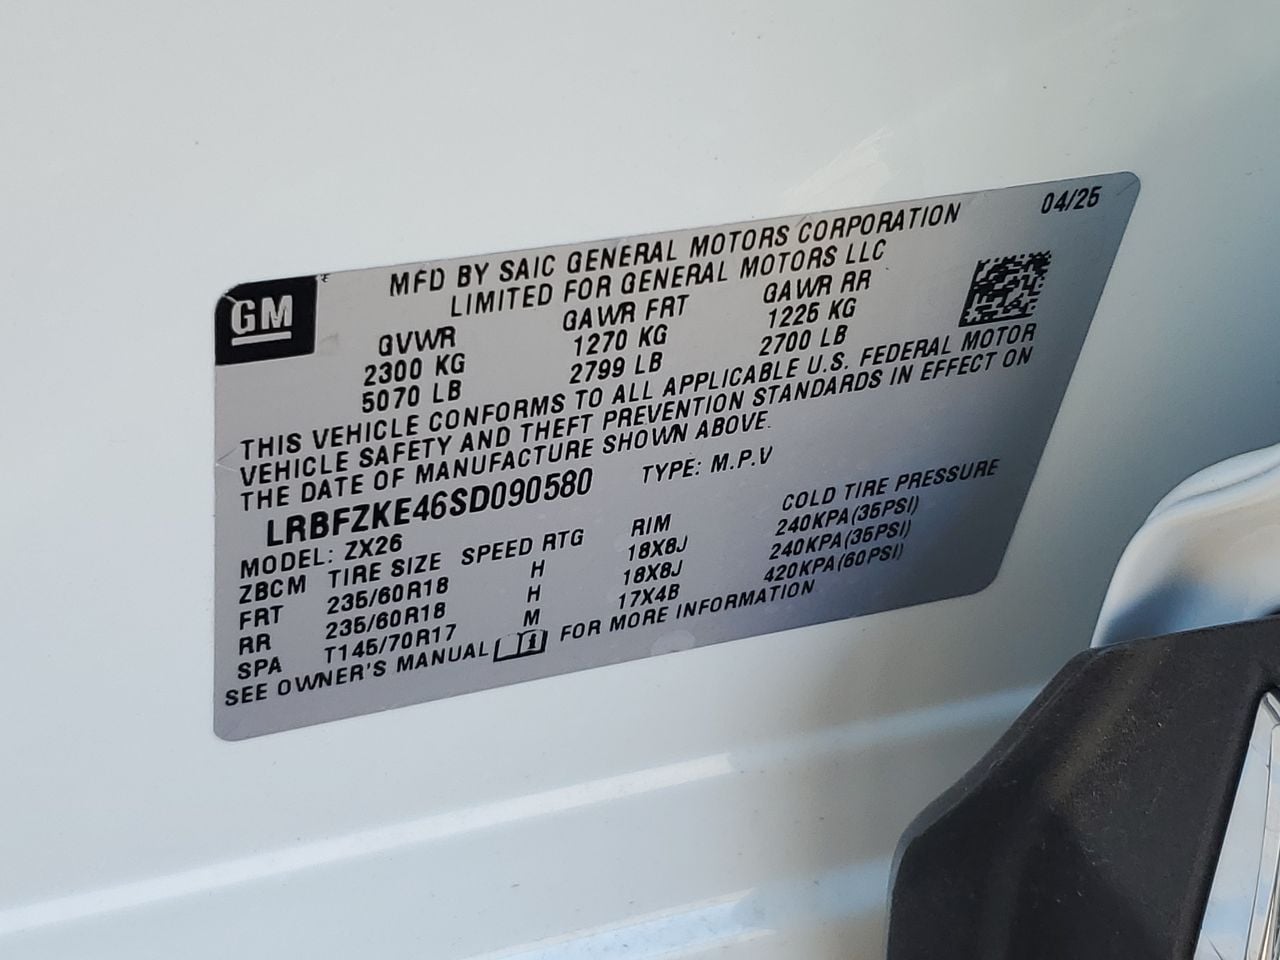 04/25
GM
MFD BY SAIC GENERAL MOTORS CORPORATION
LIMITED FOR GENERAL MOTORS LLC
GVWR GAWR FRT GAWR RR
2300 KG 1270 KG 1225 KG
5070 LB 2799 LB 2700 LB
THIS VEHICLE CONFORMS TO ALL APPLICABLE U.S. FEDERAL MOTOR
VEHICLE SAFETY AND THEFT PREVENTION STANDARDS IN EFFECT ON
THE DATE OF MANUFACTURE SHOWN ABOVE.
LRBFZKE46SD090580 TYPE: M.P.V
MODEL: ZX26
ZBCM TIRE SIZE SPEED RTG RIM COLD TIRE PRESSURE
FRT 235/60R18 H 18X8J 240KPA(35PSI)
RR 235/60R18 H 18X8J 240KPA(35PSI)
SPA T145/70R17 M 17X4B 420KPA(60PSI)
SEE OWNER'S MANUAL FOR MORE INFORMATION